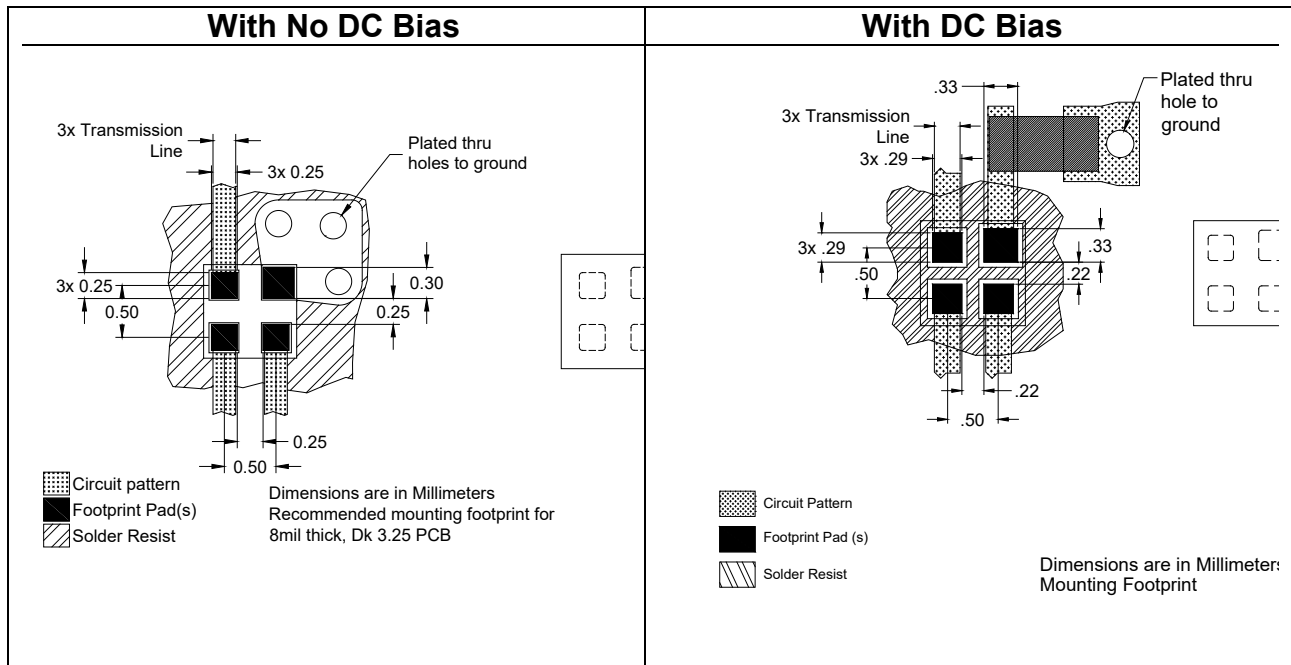 With No DC Bias
With DC Bias
3x Transmission
Line
3x 0.25
Plated thru
holes to ground
3x 0.25
0.50
0.30
0.25
0.25
0.50
Circuit pattern
Footprint Pad(s)
Solder Resist
Dimensions are in Millimeters
Recommended mounting footprint for
8mil thick, Dk 3.25 PCB
.33
Plated thru
hole to
ground
3x Transmission
Line
3x .29
3x .29
.50
.33
.22
.22
.50
Circuit Pattern
Footprint Pad (s)
Solder Resist
Dimensions are in Millimeters
Mounting Footprint